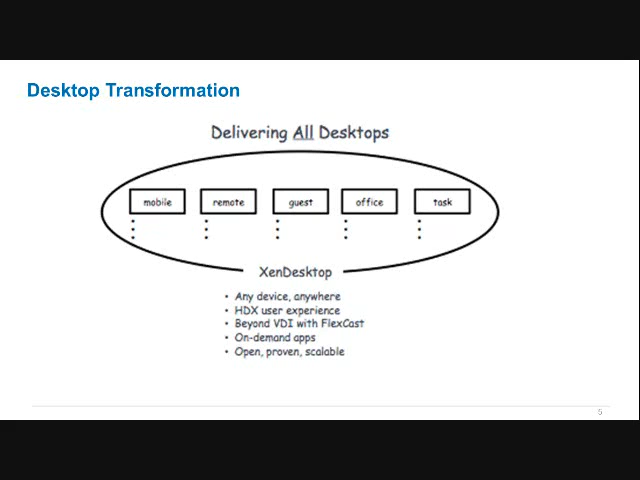 Desktop Transformation
Delivering All Desktops
mobile remote guest office task
XenDesktop
• Any device, anywhere
• HDX user experience
• Beyond VDI with FlexCast
• On-demand apps
• Open, proven, scalable
5